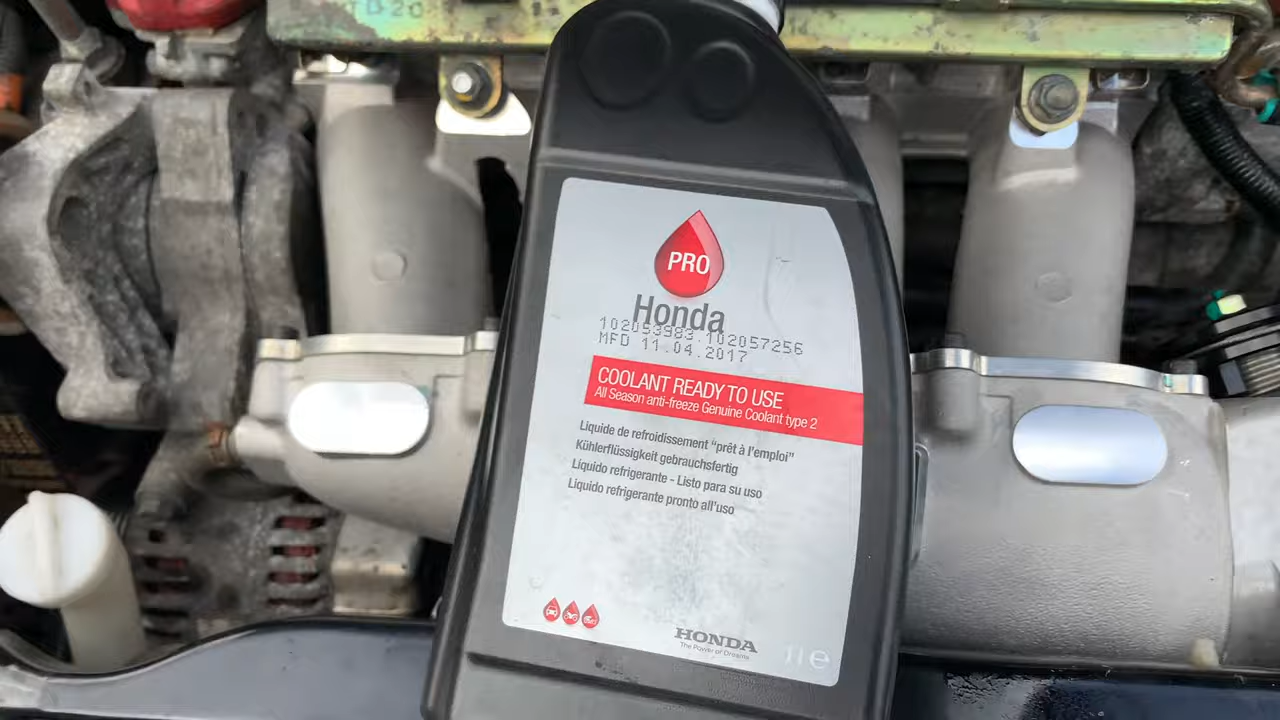 PRO
Honda
102053983 102057256
MFD 11.04.2017
COOLANT READY TO USE
All Season anti-freeze Genuine Coolant type 2
Liquide de refroidissement “prêt à l’emploi”
Kühlerflüssigkeit gebrauchsfertig
Liquido refrigerante - Listo para su uso
Liquido refrigerante pronto all’uso
HONDA
The Power of Dreams
1l e